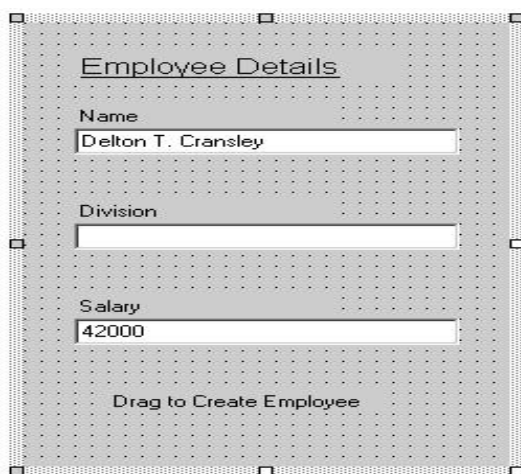 Employee Details
Name
Delton T. Cransley
Division
Salary
42000
Drag to Create Employee